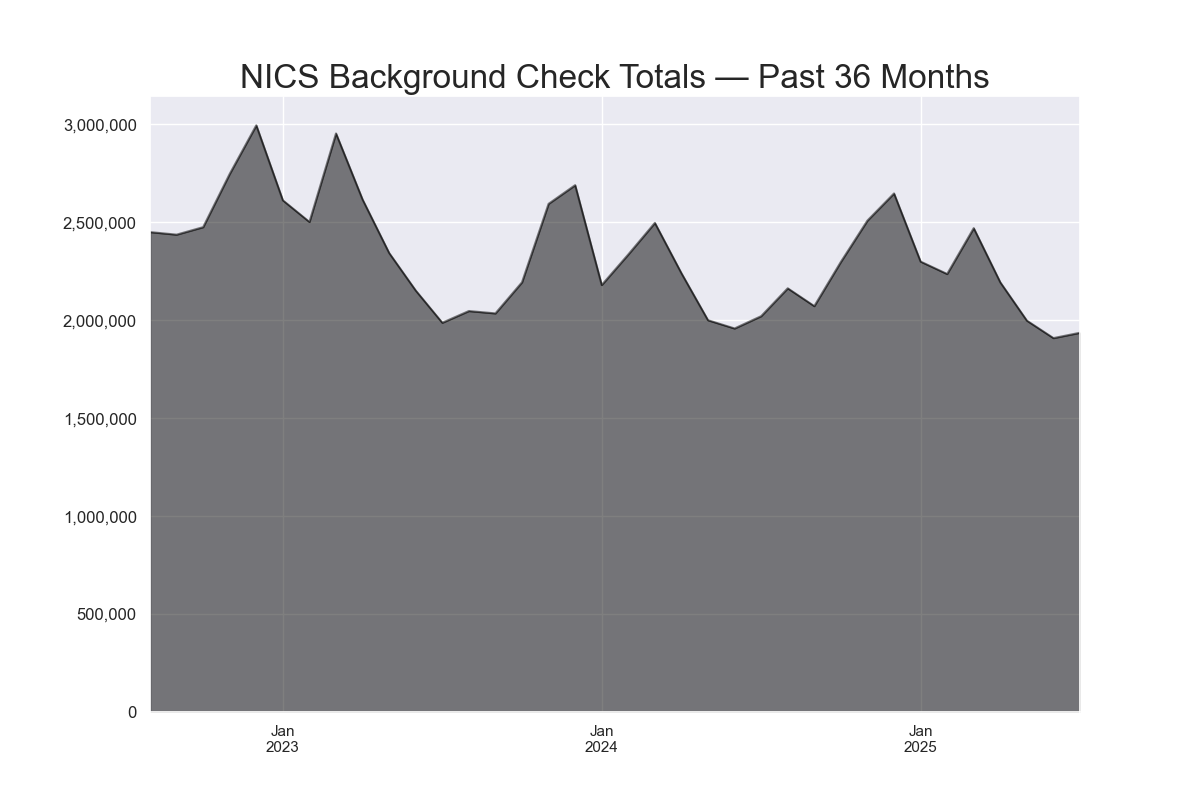 NICS Background Check Totals — Past 36 Months
3,000,000
2,500,000
2,000,000
1,500,000
1,000,000
500,000
0
Jan
2023
Jan
2024
Jan
2025